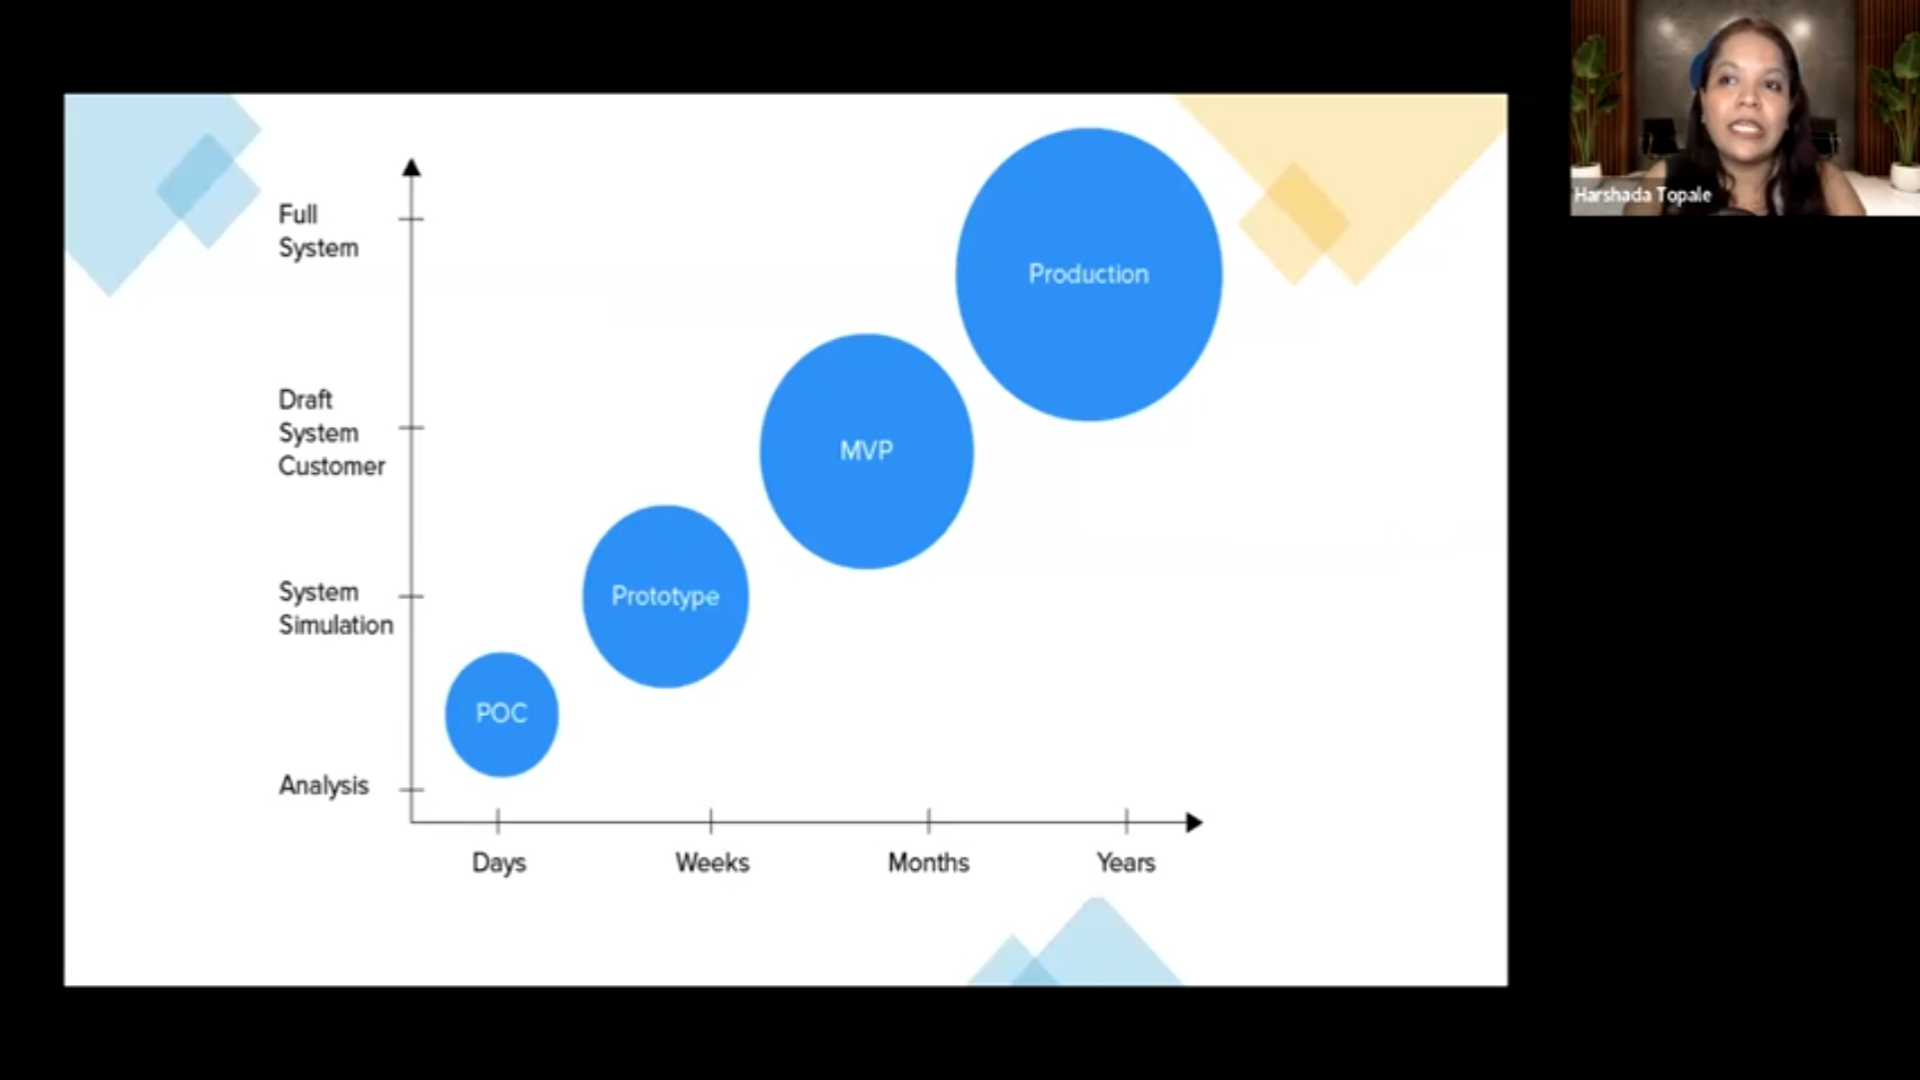 Harshada Topale
Full
System
Production
Draft
System
Customer
MVP
System
Simulation
Prototype
POC
Analysis
Days
Weeks
Months
Years